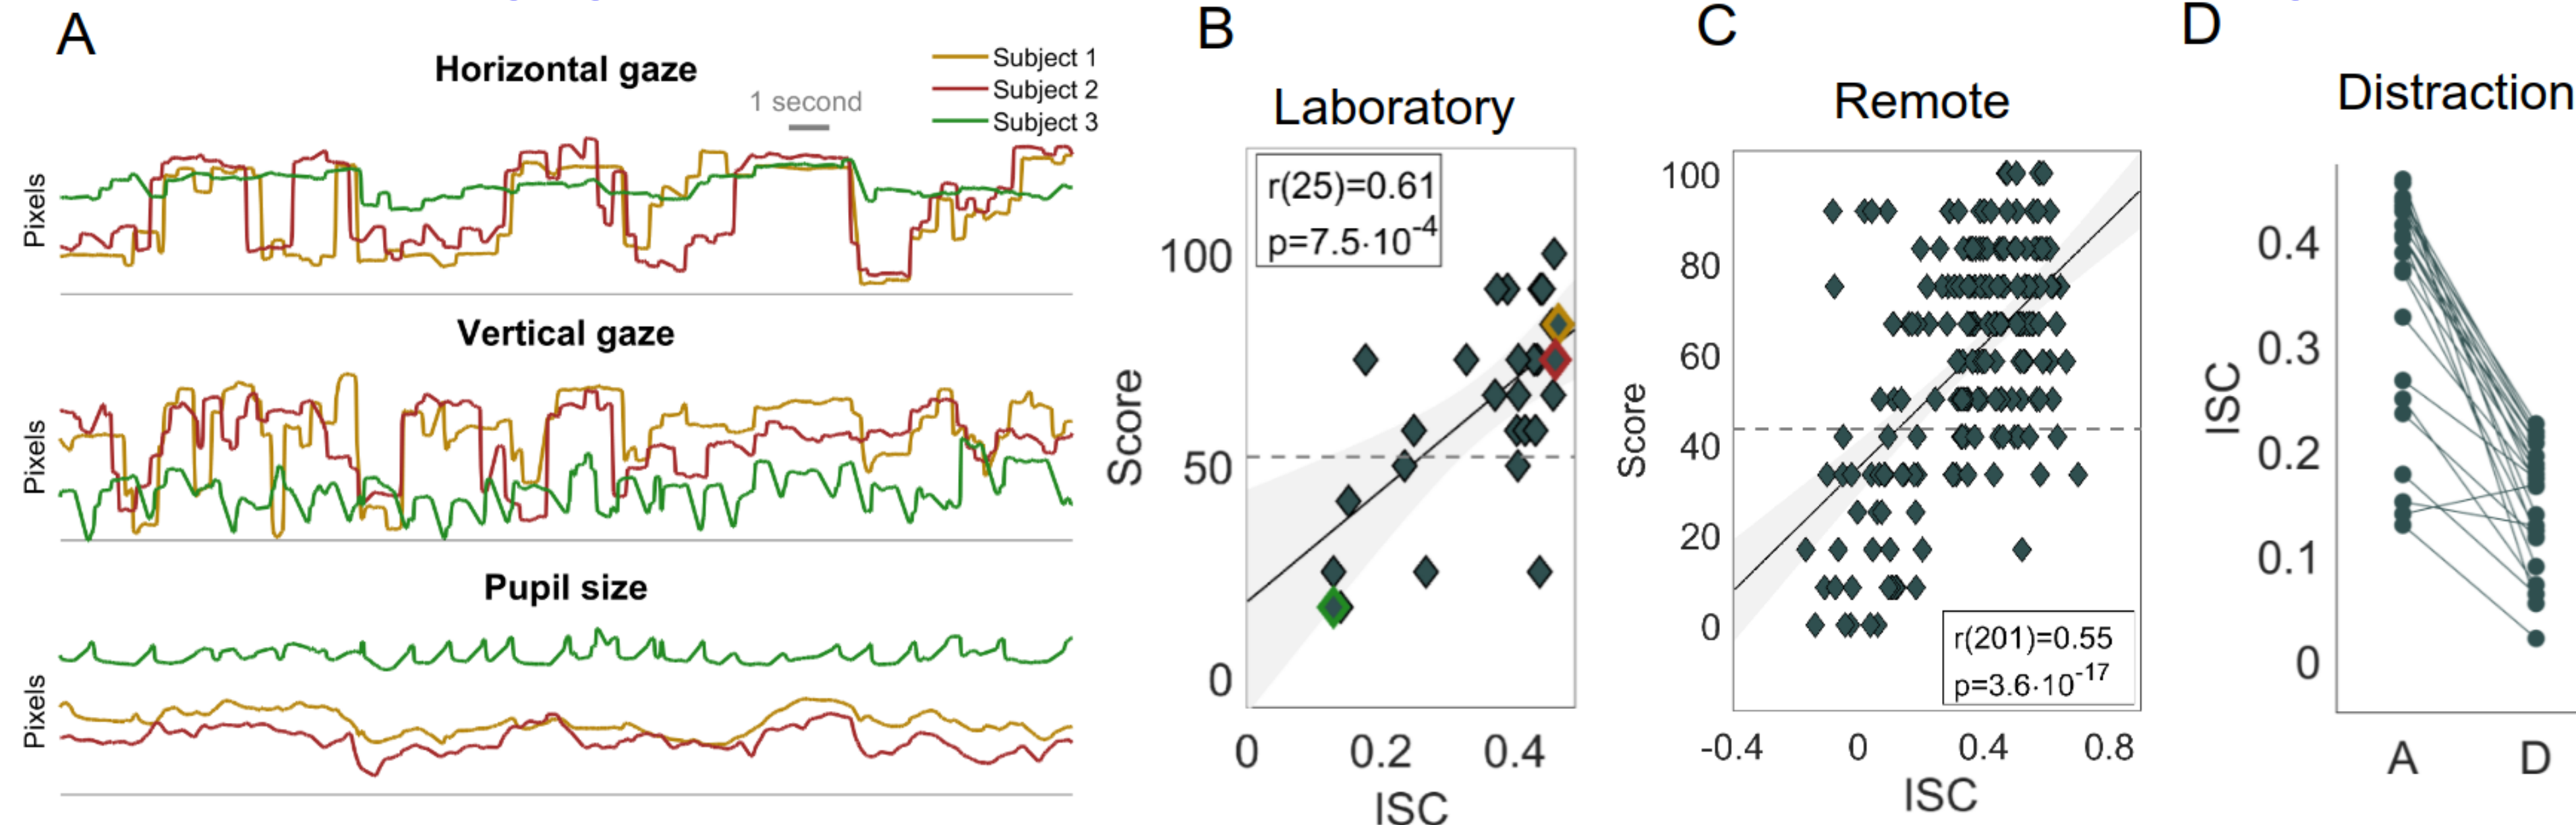 A
Horizontal gaze
Subject 1
Subject 2
Subject 3
1 second
Pixels
Vertical gaze
Pixels
Pupil size
Pixels
B
Laboratory
r(25)=0.61
p=7.5·10-4
Score
100
50
0
0 0.2 0.4
ISC
C
Remote
Score
100
80
60
40
20
0
r(201)=0.55
p=3.6·10-17
-0.4 0 0.4 0.8
ISC
D
Distraction
ISC
0.4
0.3
0.2
0.1
0
A D